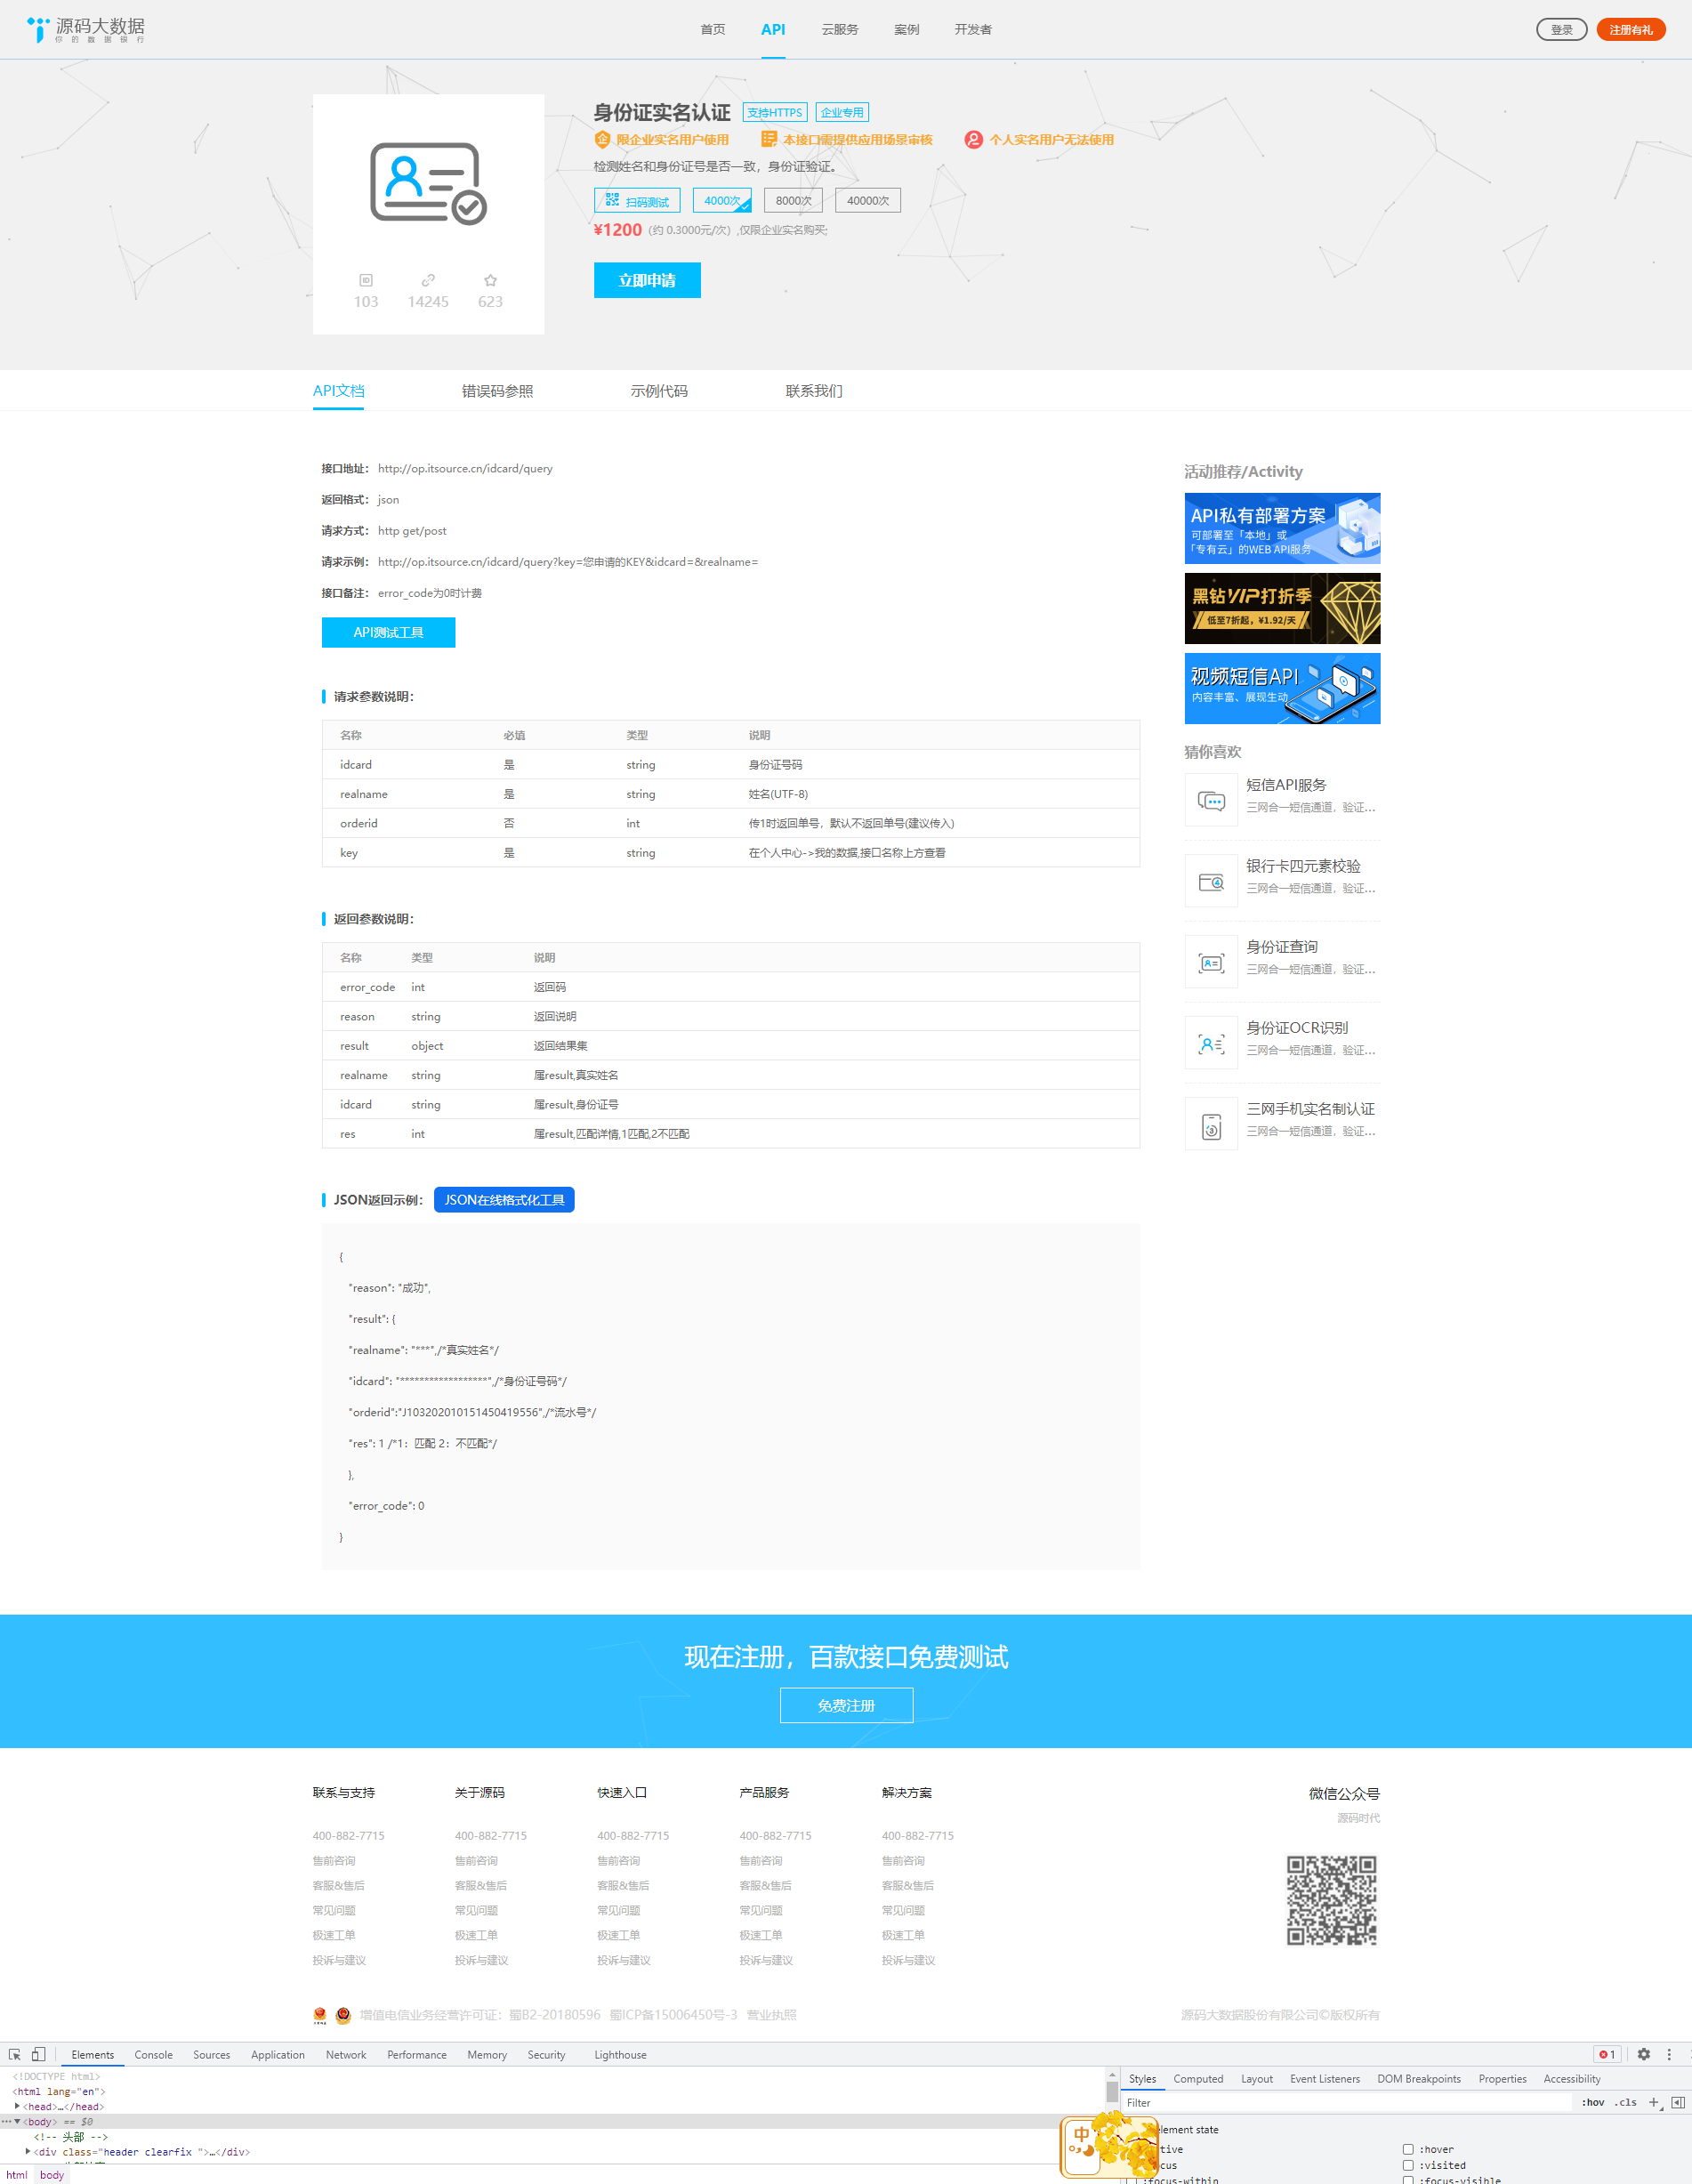 源码大数据
你的数据银行
首页 API 云服务 案例 开发者
登录 注册有礼
身份证实名认证 支持HTTPS 企业专用
限企业实名用户使用 本接口需提供应用场景审核 个人实名用户无法使用
检测姓名和身份证号是否一致，身份证验证。
扫码测试 4000次 8000次 40000次
¥1200 （约 0.3000元/次）,仅限企业实名购买;
立即申请
103 14245 623
API文档 错误码参照 示例代码 联系我们
接口地址： http://op.itsource.cn/idcard/query
返回格式： json
请求方式： http get/post
请求示例： http://op.itsource.cn/idcard/query?key=您申请的KEY&idcard=&realname=
接口备注： error_code为0时计费
API测试工具
请求参数说明：
名称 必填 类型 说明
idcard 是 string 身份证号码
realname 是 string 姓名(UTF-8)
orderid 否 int 传1时返回单号，默认不返回单号(建议传入)
key 是 string 在个人中心->我的数据,接口名称上方查看
返回参数说明：
名称 类型 说明
error_code int 返回码
reason string 返回说明
result object 返回结果集
realname string 属result,真实姓名
idcard string 属result,身份证号
res int 属result,匹配详情,1匹配,2不匹配
JSON返回示例： JSON在线格式化工具
{
"reason": "成功",
"result": {
"realname": "***",/*真实姓名*/
"idcard": "******************",/*身份证号码*/
"orderid":"J103202010151450419556",/*流水号*/
"res": 1 /*1：匹配 2：不匹配*/
},
"error_code": 0
}
活动推荐/Activity
API私有部署方案
可部署至「本地」或
「专有云」的WEB API服务
黑钻VIP打折季
低至7折起，¥1.92/天
视频短信API
内容丰富、展现生动
猜你喜欢
短信API服务
三网合一短信通道，验证...
银行卡四元素校验
三网合一短信通道，验证...
身份证查询
三网合一短信通道，验证...
身份证OCR识别
三网合一短信通道，验证...
三网手机实名制认证
三网合一短信通道，验证...
现在注册，百款接口免费测试
免费注册
联系与支持 关于源码 快速入口 产品服务 解决方案
400-882-7715 400-882-7715 400-882-7715 400-882-7715 400-882-7715
售前咨询 售前咨询 售前咨询 售前咨询 售前咨询
客服&售后 客服&售后 客服&售后 客服&售后 客服&售后
常见问题 常见问题 常见问题 常见问题 常见问题
极速工单 极速工单 极速工单 极速工单 极速工单
投诉与建议 投诉与建议 投诉与建议 投诉与建议 投诉与建议
微信公众号
源码时代
增值电信业务经营许可证：蜀B2-20180596 蜀ICP备15006450号-3 营业执照
源码大数据股份有限公司©版权所有
Elements Console Sources Application Network Performance Memory Security Lighthouse 1
<!DOCTYPE html>
<html lang="en">
<head>…</head>
<body> == $0
<!-- 头部 -->
<div class="header clearfix ">…</div>
html body
Styles Computed Layout Event Listeners DOM Breakpoints Properties Accessibility
Filter :hov .cls
element state
:hover
:visited
:focus-within :focus-visible
中